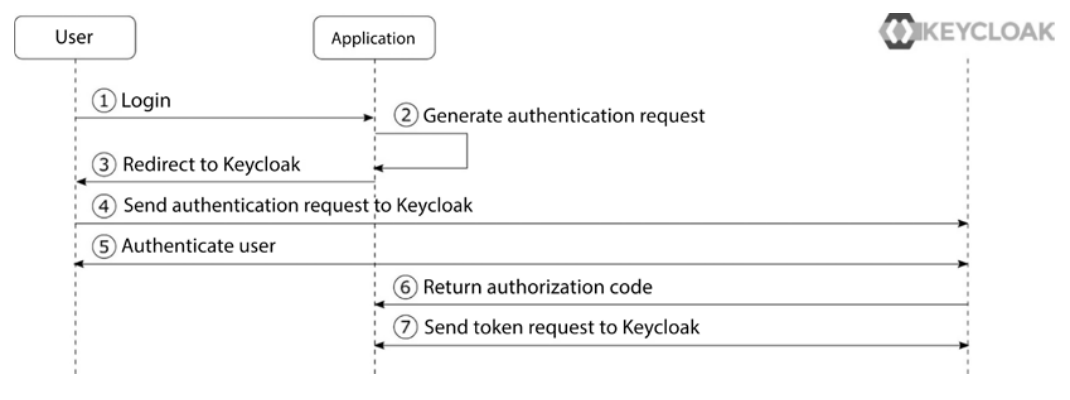 User
Application
KEYCLOAK
① Login
② Generate authentication request
③ Redirect to Keycloak
④ Send authentication request to Keycloak
⑤ Authenticate user
⑥ Return authorization code
⑦ Send token request to Keycloak